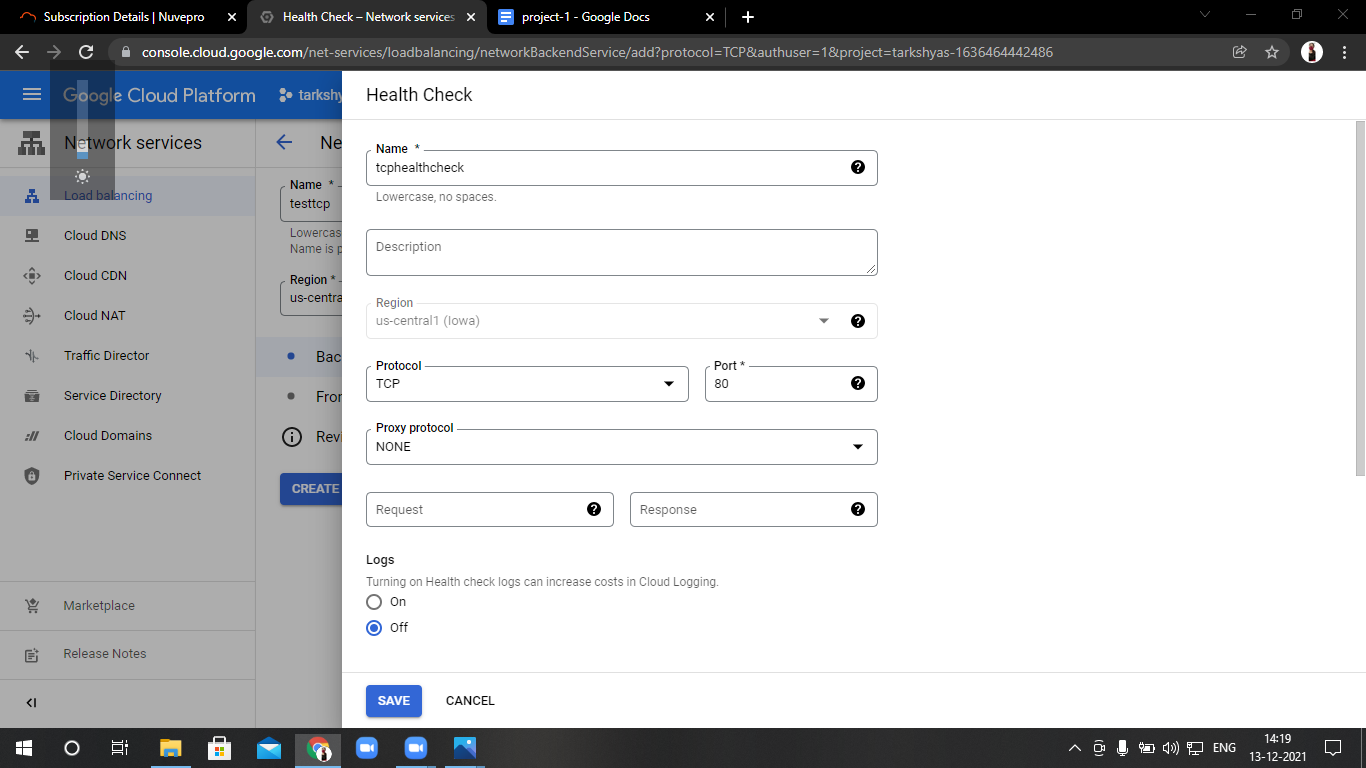 Subscription Details | Nuvepro
Health Check – Network services
project-1 - Google Docs
console.cloud.google.com/net-services/loadbalancing/networkBackendService/add?protocol=TCP&authuser=1&project=tarkshyas-1636464442486
Google Cloud Platform
tarkshy
Network services
Load balancing
Cloud DNS
Cloud CDN
Cloud NAT
Traffic Director
Service Directory
Cloud Domains
Private Service Connect
Marketplace
Release Notes
Ne
Name *
testtcp
Lowercas
Name is p
Region *
us-centra
Bac
Fron
Revi
CREATE
Health Check
Name *
tcphealthcheck
Lowercase, no spaces.
Description
Region
us-central1 (Iowa)
Protocol
TCP
Port *
80
Proxy protocol
NONE
Request
Response
Logs
Turning on Health check logs can increase costs in Cloud Logging.
On
Off
SAVE
CANCEL
ENG
14:19
13-12-2021